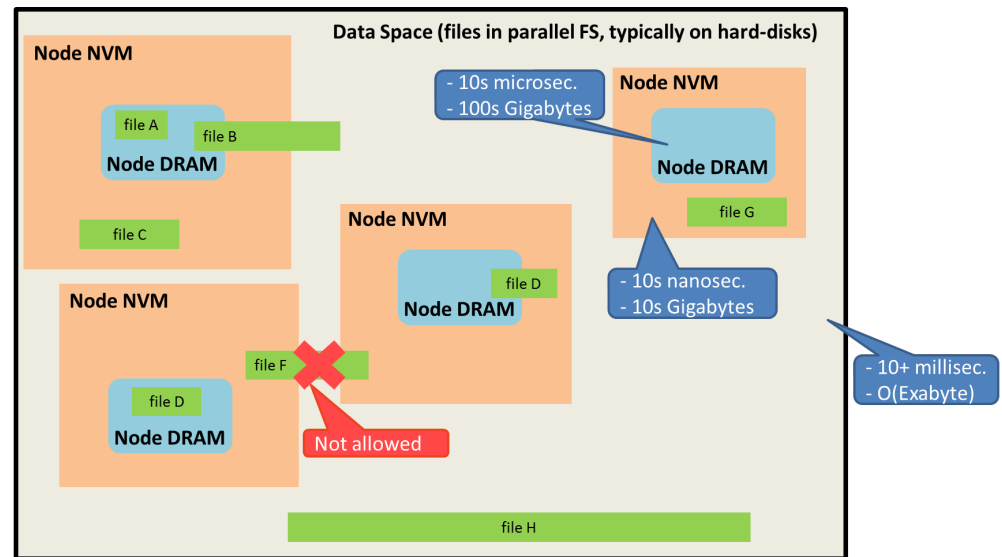 Data Space (files in parallel FS, typically on hard-disks)
Node NVM
file A
file B
Node DRAM
file C
- 10s microsec.
- 100s Gigabytes
Node NVM
Node DRAM
file G
- 10s nanosec.
- 10s Gigabytes
Node NVM
file D
Node DRAM
Node NVM
file F
file D
Node DRAM
Not allowed
- 10+ millisec.
- O(Exabyte)
file H